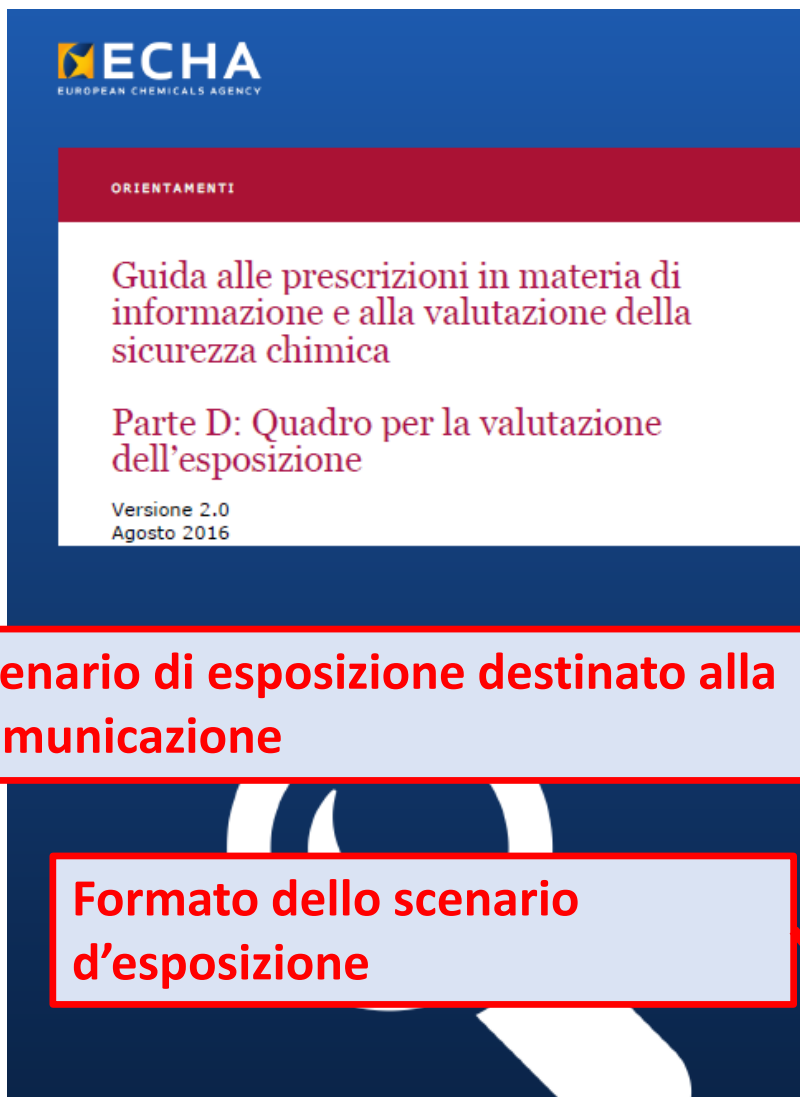 ECHA
EUROPEAN CHEMICALS AGENCY
ORIENTAMENTI
Guida alle prescrizioni in materia di
informazione e alla valutazione della
sicurezza chimica
Parte D: Quadro per la valutazione
dell'esposizione
Versione 2.0
Agosto 2016
enario di esposizione destinato alla
municazione
Formato dello scenario
d'esposizione